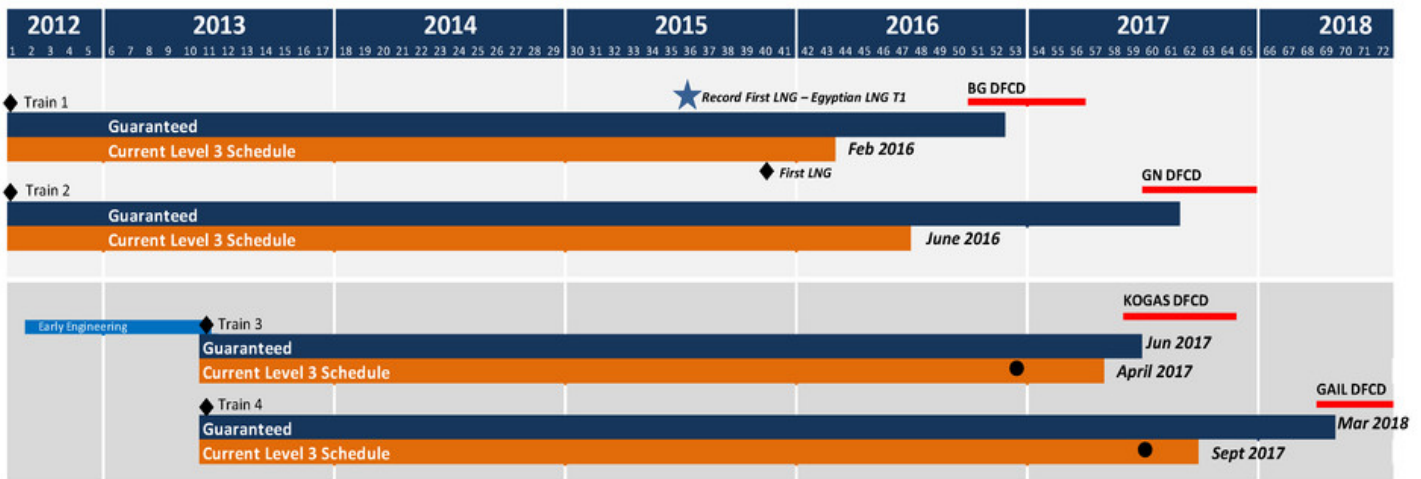 2012 2013 2014 2015 2016 2017 2018
1 2 3 4 5 6 7 8 9 10 11 12 13 14 15 16 17 18 19 20 21 22 23 24 25 26 27 28 29 30 31 32 33 34 35 36 37 38 39 40 41 42 43 44 45 46 47 48 49 50 51 52 53 54 55 56 57 58 59 60 61 62 63 64 65 66 67 68 69 70 71 72
BG DFCD
Record First LNG – Egyptian LNG T1
Train 1
Guaranteed
Current Level 3 Schedule
Feb 2016
First LNG
GN DFCD
Train 2
Guaranteed
Current Level 3 Schedule
June 2016
KOGAS DFCD
Early Engineering
Train 3
Guaranteed
Jun 2017
Current Level 3 Schedule
April 2017
GAIL DFCD
Train 4
Guaranteed
Mar 2018
Current Level 3 Schedule
Sept 2017